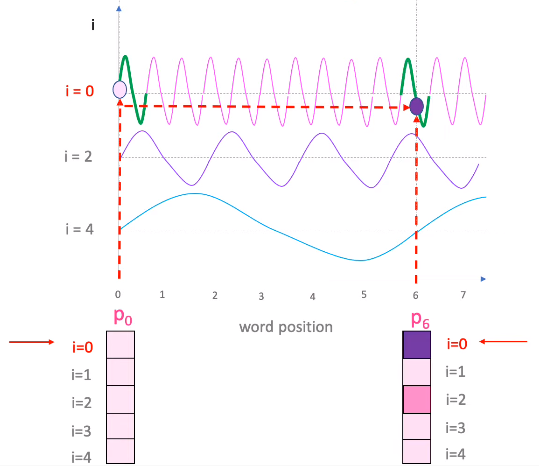 i
i = 0
i = 2
i = 4
0 1 2 3 4 5 6 7
p0 p6
word position
i=0 i=0
i=1 i=1
i=2 i=2
i=3 i=3
i=4 i=4